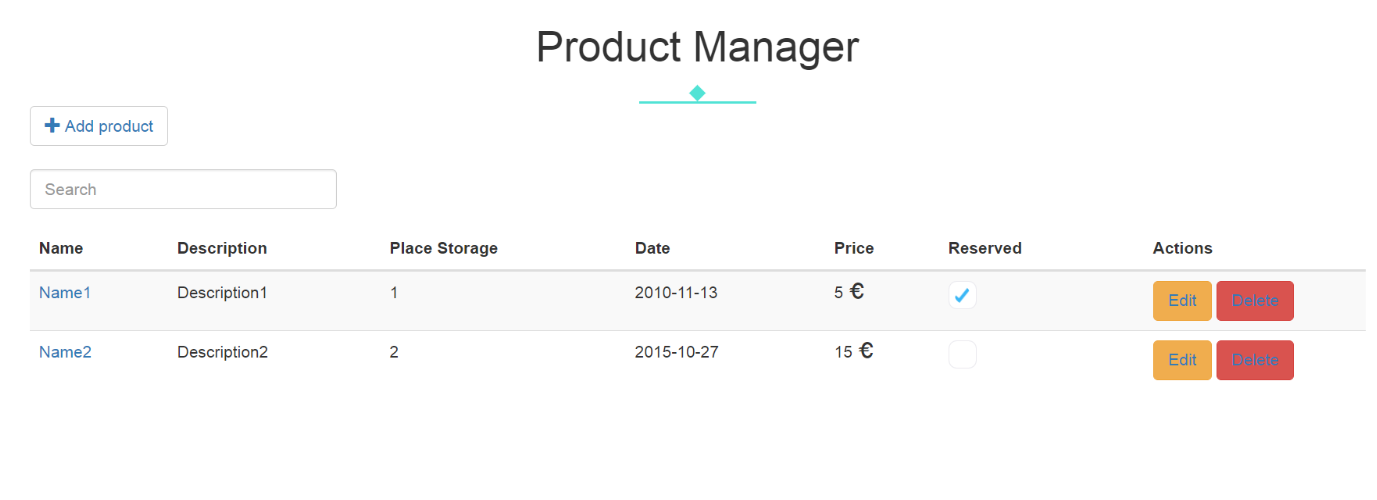 Product Manager
Add product
Search
Name Description Place Storage Date Price Reserved Actions
Name1 Description1 1 2010-11-13 5 € Edit Delete
Name2 Description2 2 2015-10-27 15 € Edit Delete